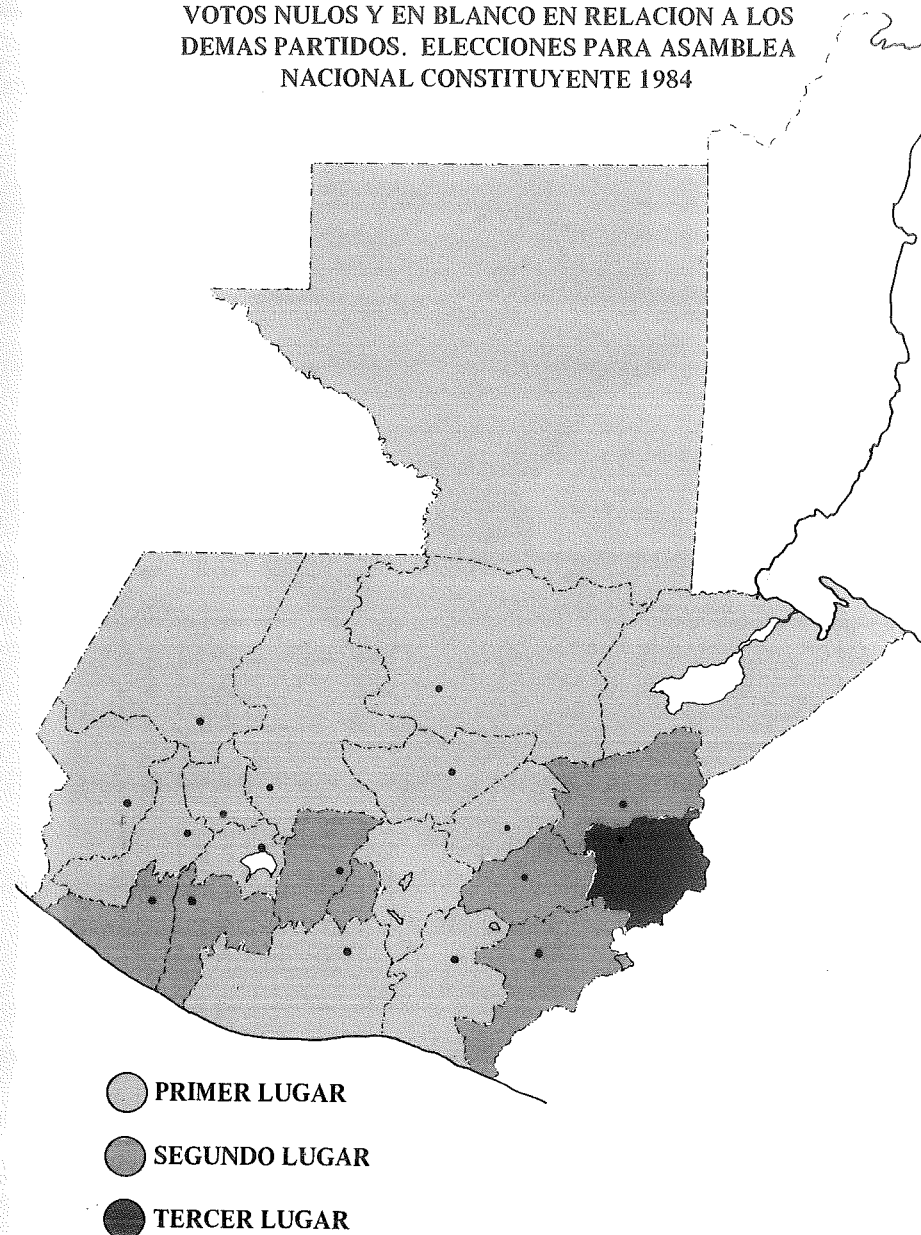 VOTOS NULOS Y EN BLANCO EN RELACION A LOS
DEMAS PARTIDOS. ELECCIONES PARA ASAMBLEA
NACIONAL CONSTITUYENTE 1984
PRIMER LUGAR
SEGUNDO LUGAR
TERCER LUGAR